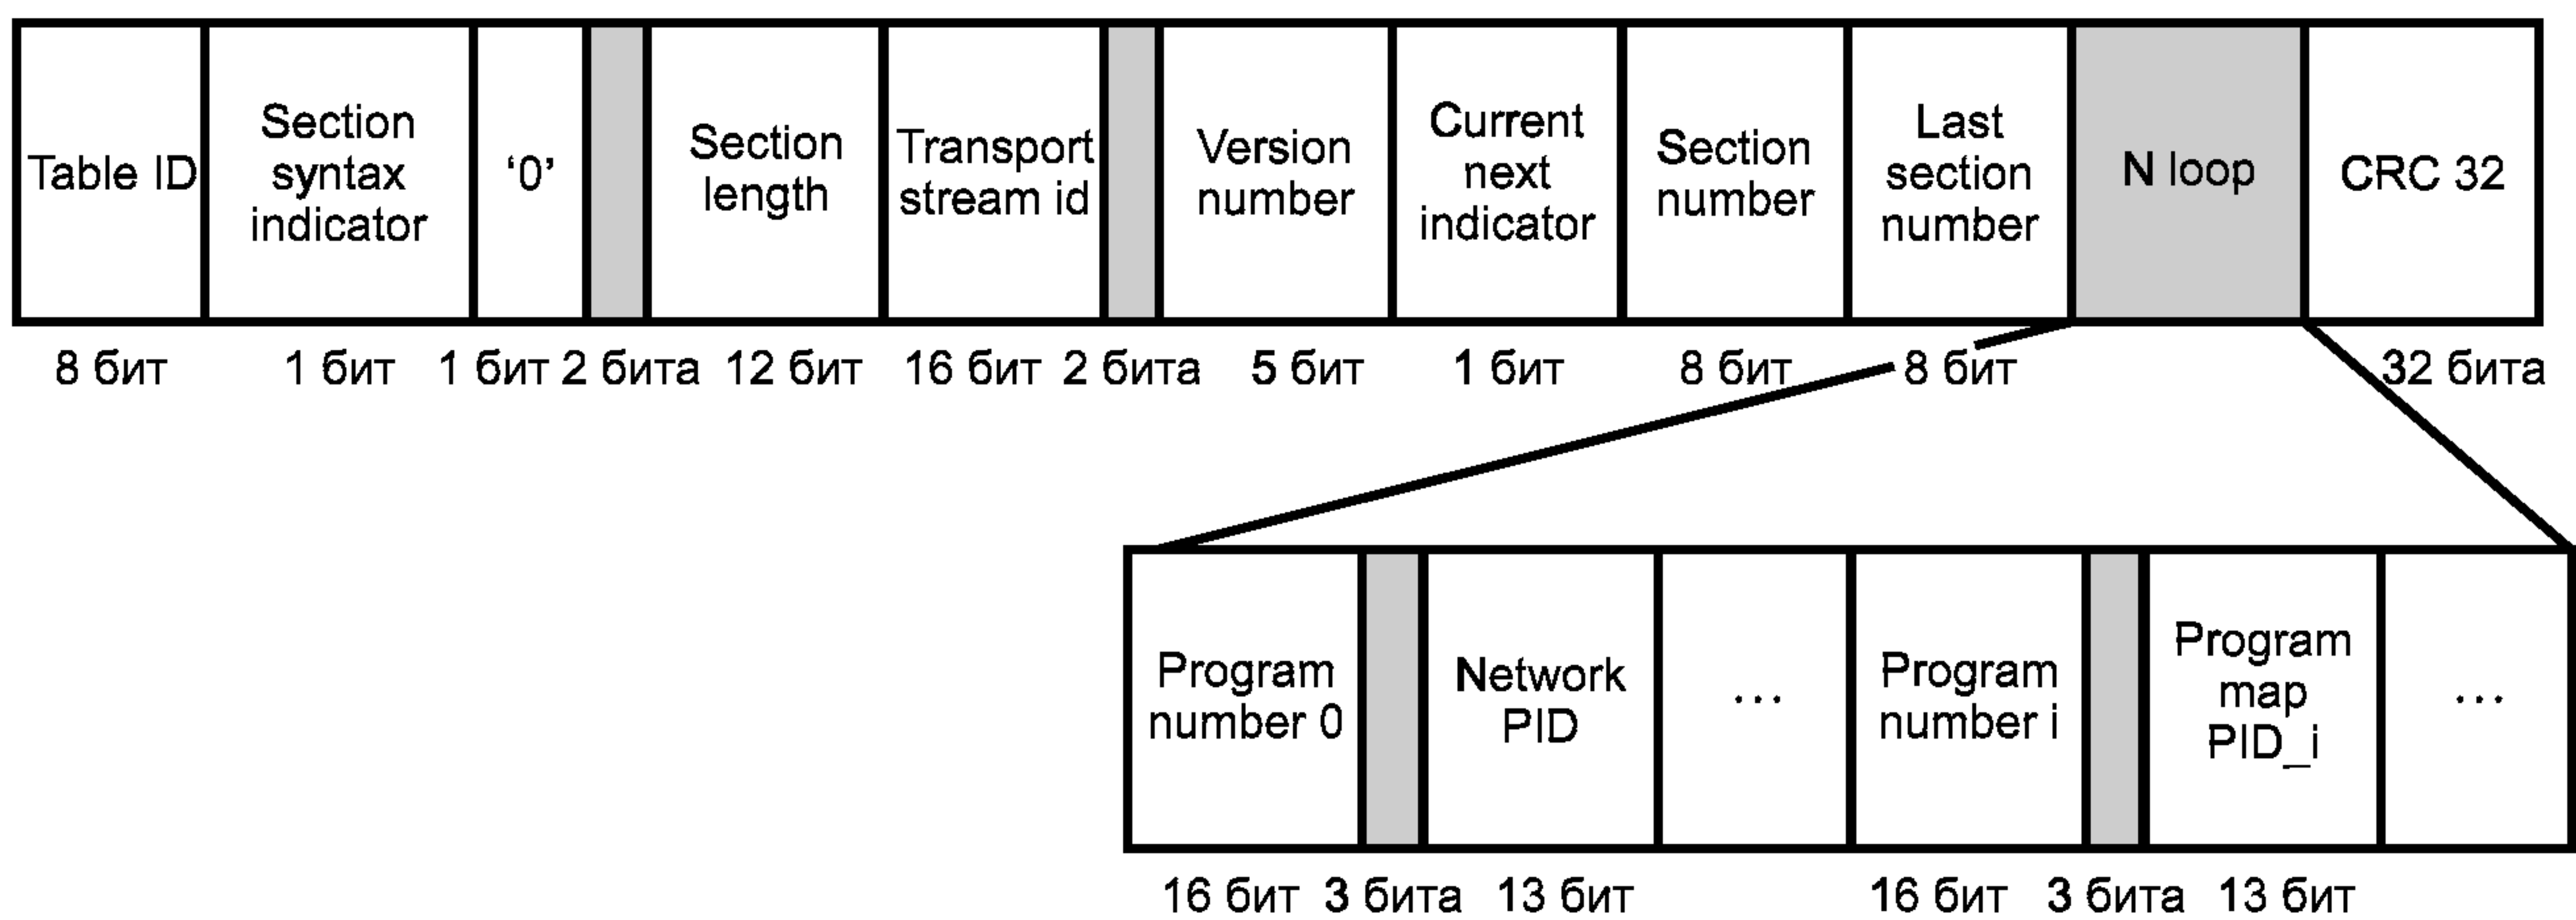 Table ID
Section
syntax
indicator
‘0’
Section
length
Transport
stream id
Version
number
Current
next
indicator
Section
number
Last
section
number
N loop
CRC 32
8 бит
1 бит
1 бит
2 бита
12 бит
16 бит
2 бита
5 бит
1 бит
8 бит
8 бит
32 бита
Program
number 0
Network
PID
...
Program
number i
Program
map
PID_i
...
16 бит
3 бита
13 бит
16 бит
3 бита
13 бит